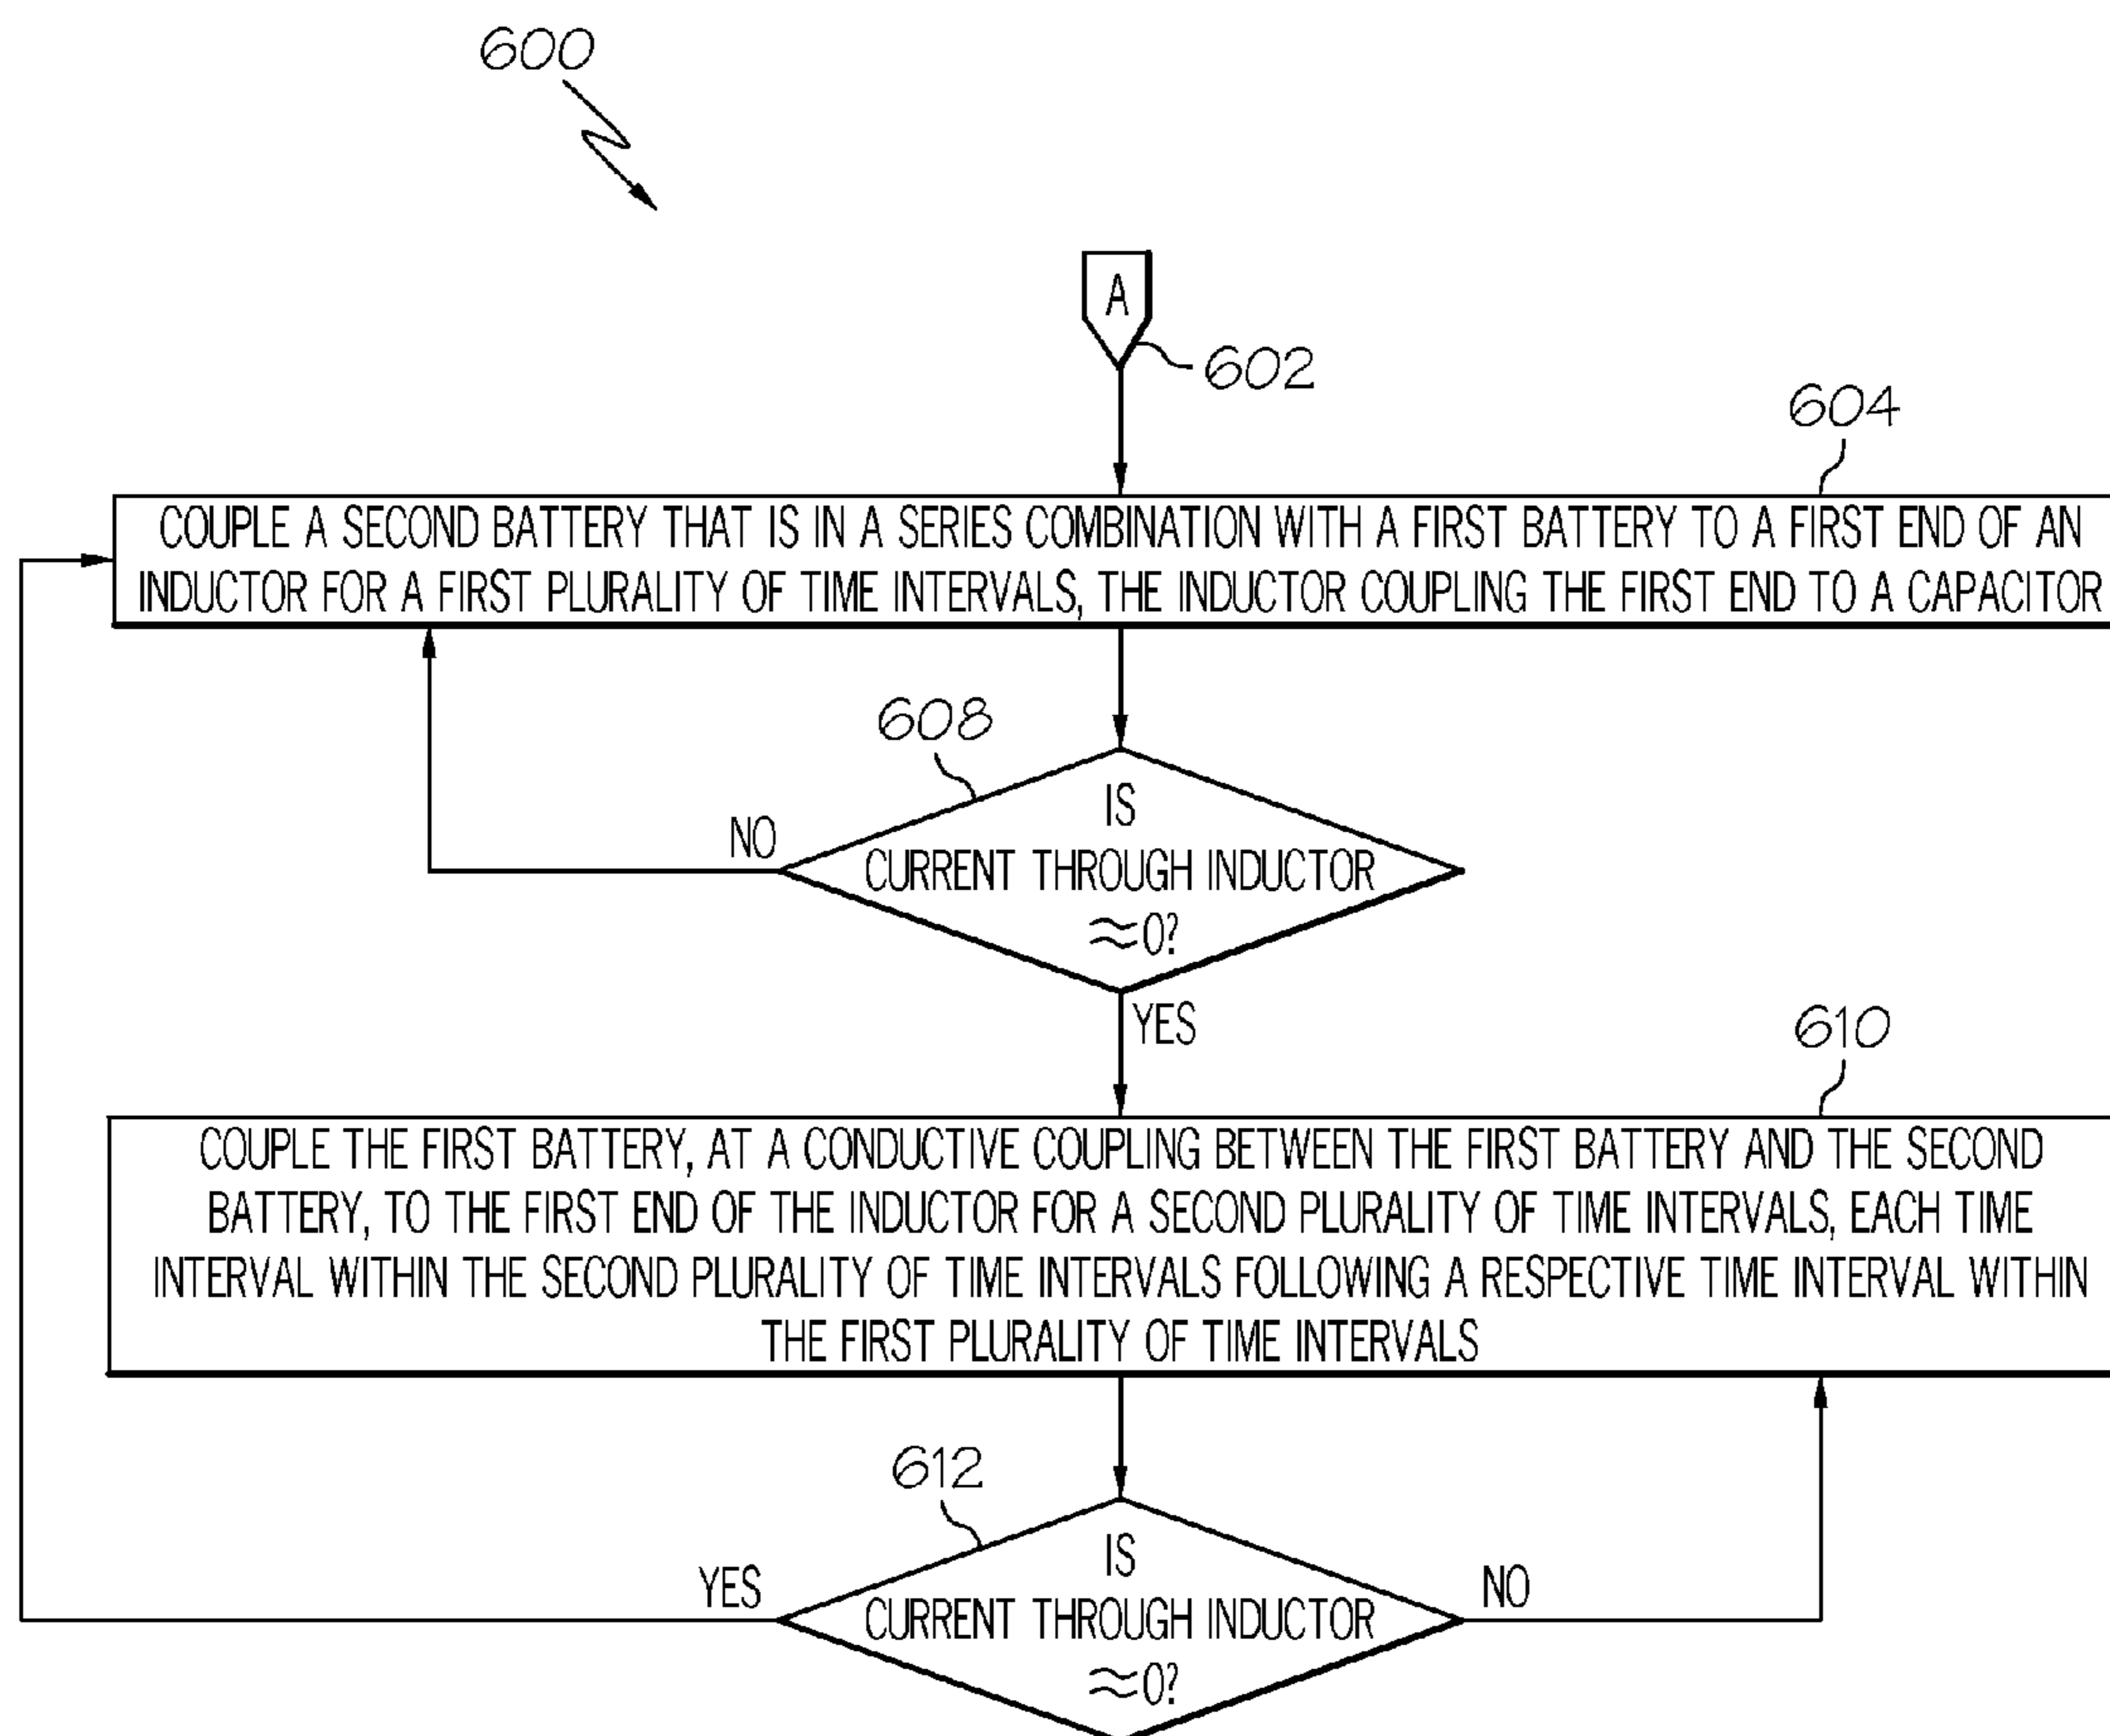 600
A
602
604
COUPLE A SECOND BATTERY THAT IS IN A SERIES COMBINATION WITH A FIRST BATTERY TO A FIRST END OF AN
INDUCTOR FOR A FIRST PLURALITY OF TIME INTERVALS, THE INDUCTOR COUPLING THE FIRST END TO A CAPACITOR
608
NO
IS
CURRENT THROUGH INDUCTOR
≈0?
YES
610
COUPLE THE FIRST BATTERY, AT A CONDUCTIVE COUPLING BETWEEN THE FIRST BATTERY AND THE SECOND
BATTERY, TO THE FIRST END OF THE INDUCTOR FOR A SECOND PLURALITY OF TIME INTERVALS, EACH TIME
INTERVAL WITHIN THE SECOND PLURALITY OF TIME INTERVALS FOLLOWING A RESPECTIVE TIME INTERVAL WITHIN
THE FIRST PLURALITY OF TIME INTERVALS
612
YES
IS
CURRENT THROUGH INDUCTOR
≈0?
NO